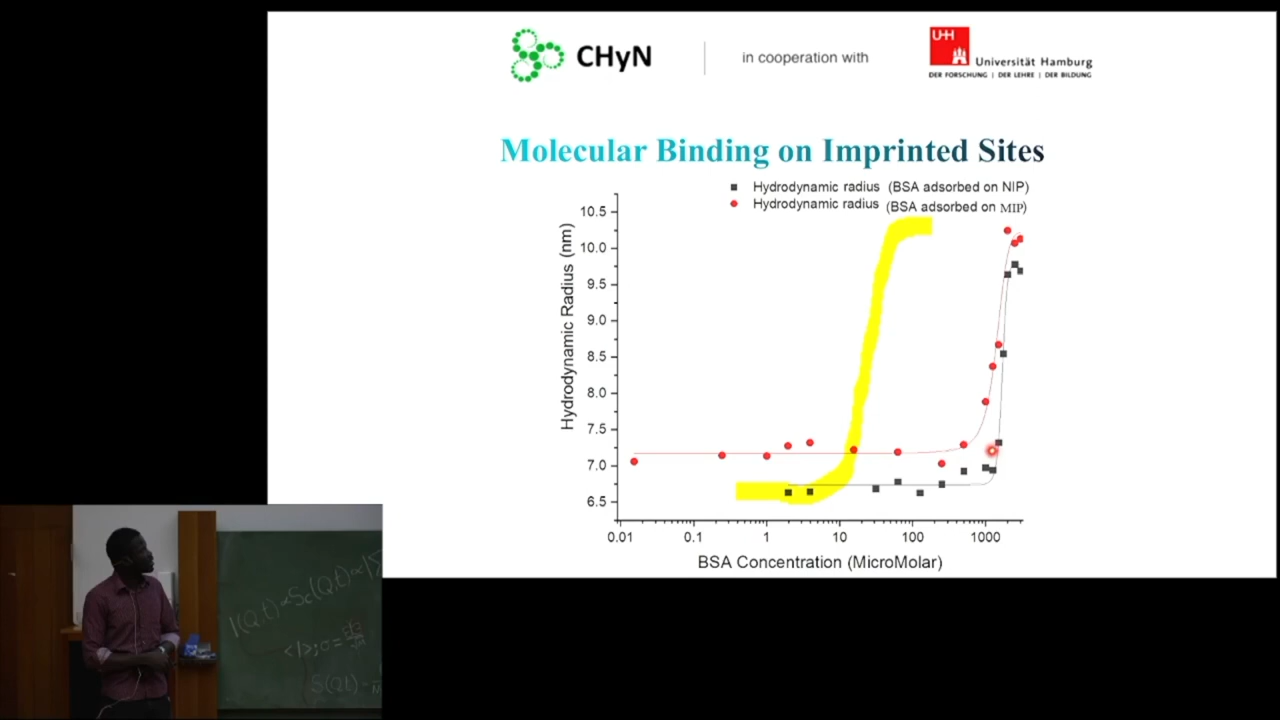 CHyN
in cooperation with
UHH
Universität Hamburg
DER FORSCHUNG | DER LEHRE | DER BILDUNG
Molecular Binding on Imprinted Sites
Hydrodynamic radius (BSA adsorbed on NIP)
Hydrodynamic radius (BSA adsorbed on MIP)
Hydrodynamic Radius (nm)
10.5
10.0
9.5
9.0
8.5
8.0
7.5
7.0
6.5
0.01 0.1 1 10 100 1000
BSA Concentration (MicroMolar)